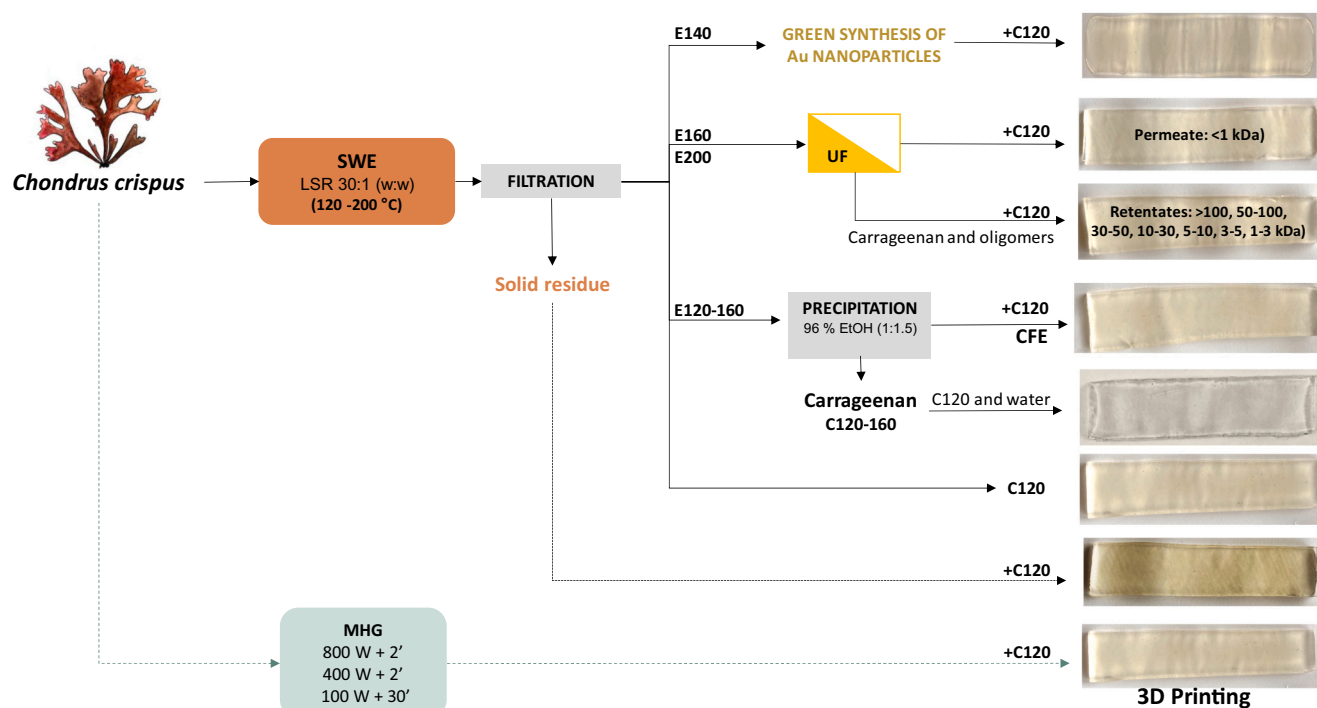 E140
GREEN SYNTHESIS OF
Au NANOPARTICLES
+C120
Chondrus crispus
SWE
LSR 30:1 (w:w)
(120 -200 °C)
FILTRATION
Solid residue
E160
E200
UF
+C120
Permeate: <1 kDa)
+C120
Carrageenan and oligomers
Retentates: >100, 50-100,
30-50, 10-30, 5-10, 3-5, 1-3 kDa)
E120-160
PRECIPITATION
96 % EtOH (1:1.5)
+C120
CFE
Carrageenan
C120-160
C120 and water
C120
+C120
MHG
800 W + 2’
400 W + 2’
100 W + 30’
+C120
3D Printing